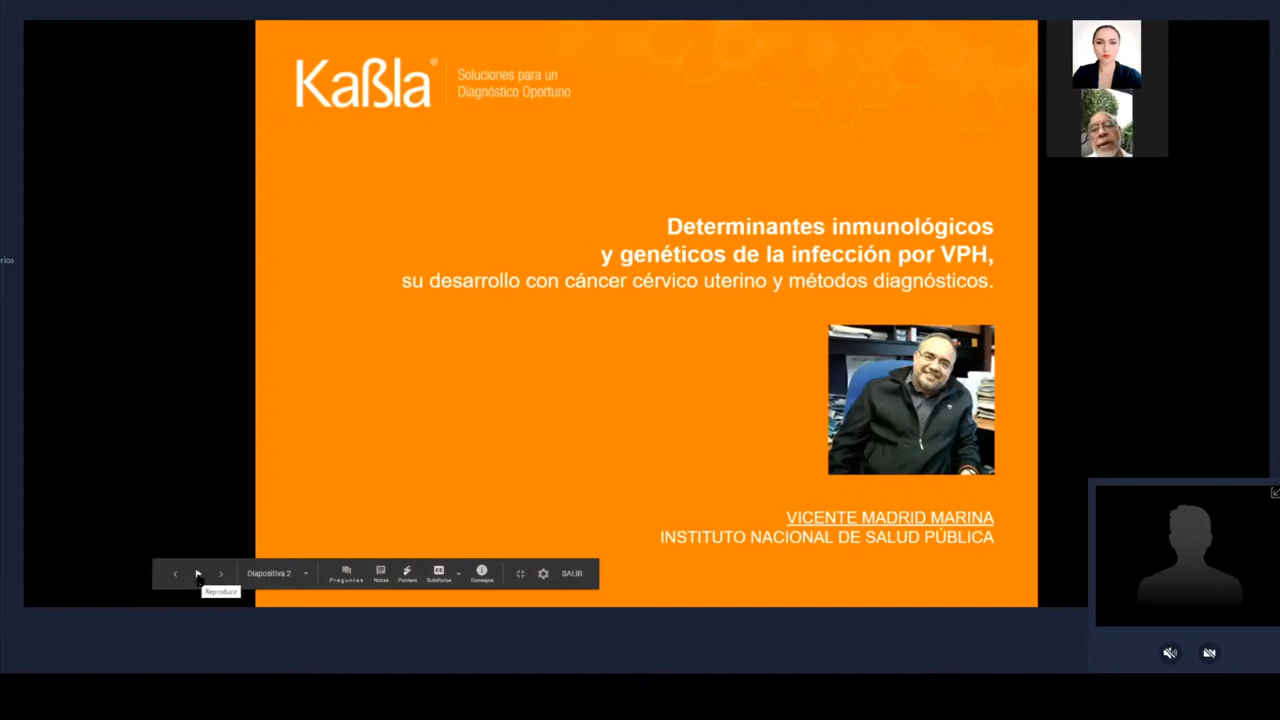 Kaßla®
Soluciones para un
Diagnóstico Oportuno
Determinantes inmunológicos
y genéticos de la infección por VPH,
su desarrollo con cáncer cérvico uterino y métodos diagnósticos.
rios
VICENTE MADRID MARINA
INSTITUTO NACIONAL DE SALUD PÚBLICA
Diapositiva 2
Preguntas
Notas
Puntero
Subtítulos
Consejos
SALIR
Reproducir